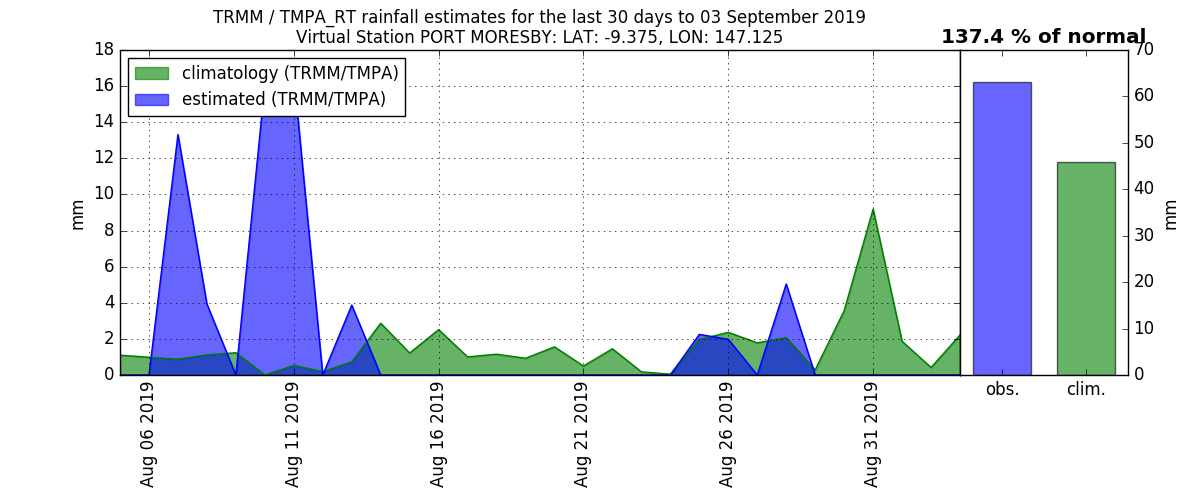 TRMM / TMPA_RT rainfall estimates for the last 30 days to 03 September 2019
Virtual Station PORT MORESBY: LAT: -9.375, LON: 147.125
137.4 % of normal
climatology (TRMM/TMPA)
estimated (TRMM/TMPA)
18
16
14
12
10
8
6
4
2
0
mm
Aug 06 2019
Aug 11 2019
Aug 16 2019
Aug 21 2019
Aug 26 2019
Aug 31 2019
70
60
50
40
30
20
10
0
mm
obs.
clim.